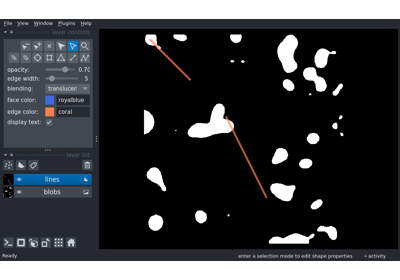 File View Window Plugins Help
layer controls
opacity: 0.70
edge width: 5
blending: translucen
face color: royalblue
edge color: coral
display text:
layer list
lines
blobs
Ready enter a selection mode to edit shape properties activity